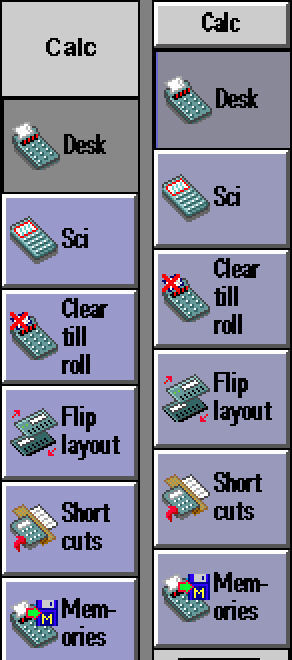 Calc
Desk
Sci
Clear
till
roll
Flip
layout
Short
cuts
M
Mem-
ories
Calc
Desk
Sci
Clear
till
roll
Flip
layout
Short
cuts
M
Mem-
ories